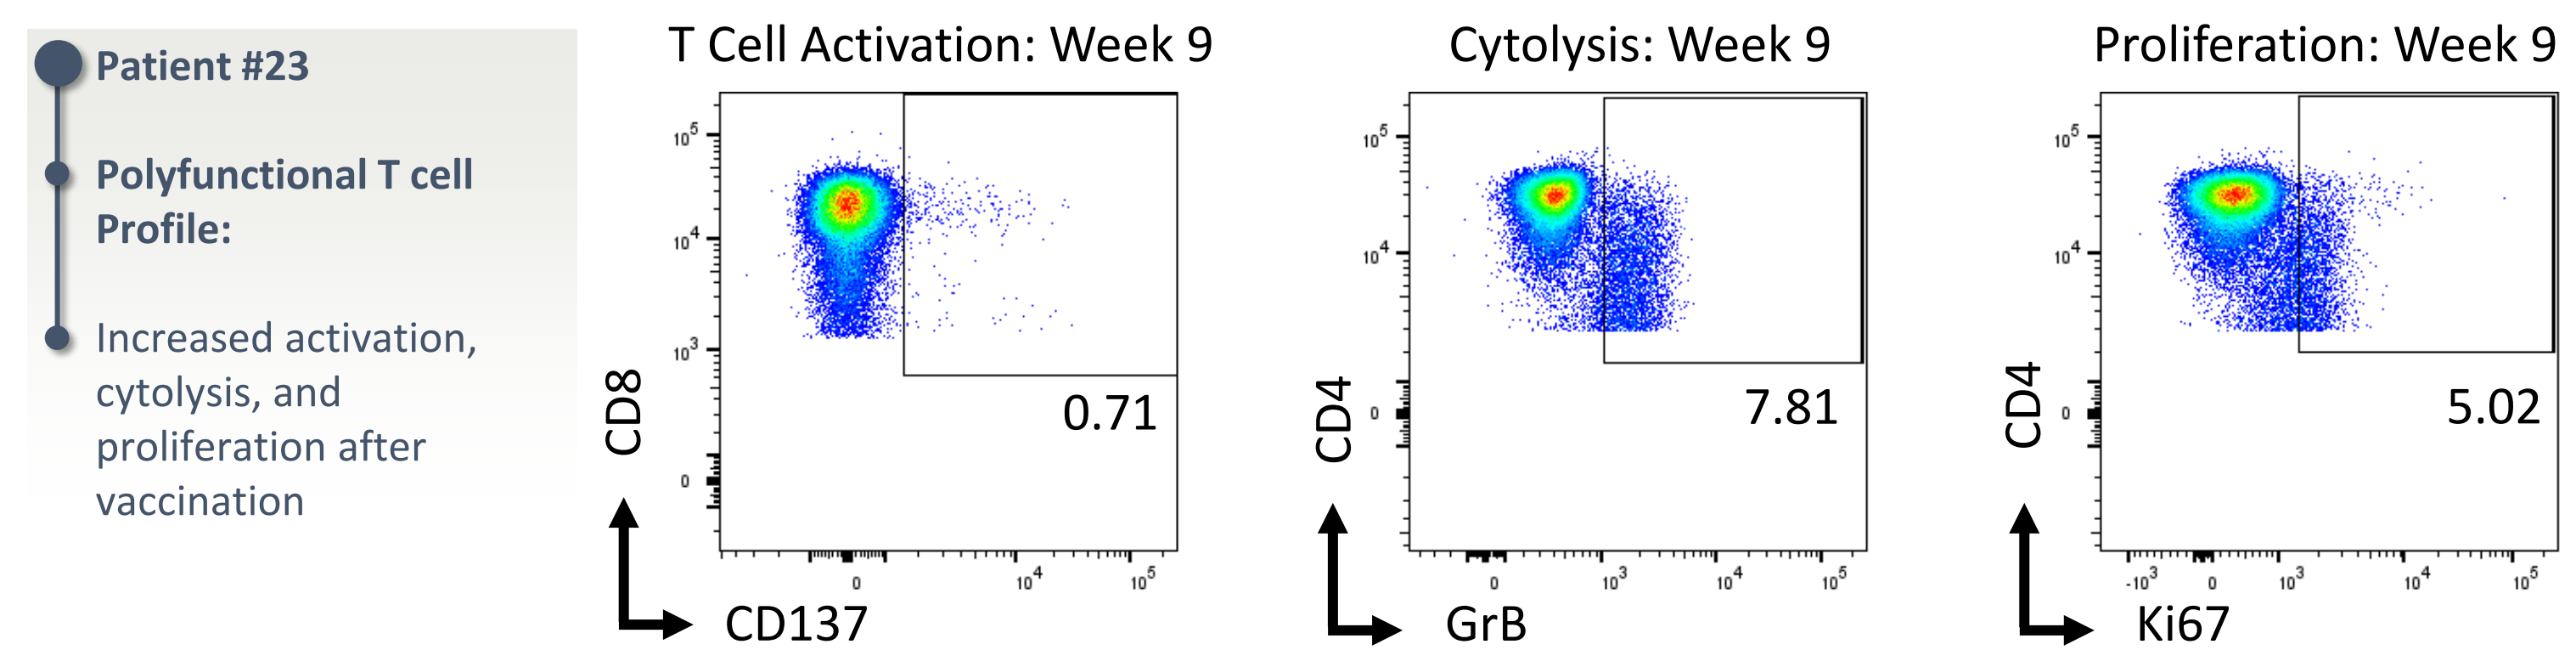 Patient #23
Polyfunctional T cell
Profile:
Increased activation,
cytolysis, and
proliferation after
vaccination
T Cell Activation: Week 9
10^5
10^4
10^3
0
CD8
0.71
0 10^4 10^5
CD137
Cytolysis: Week 9
10^5
10^4
0
CD4
7.81
0 10^3 10^4 10^5
GrB
Proliferation: Week 9
10^5
10^4
0
CD4
5.02
-10^3 0 10^3 10^4 10^5
Ki67